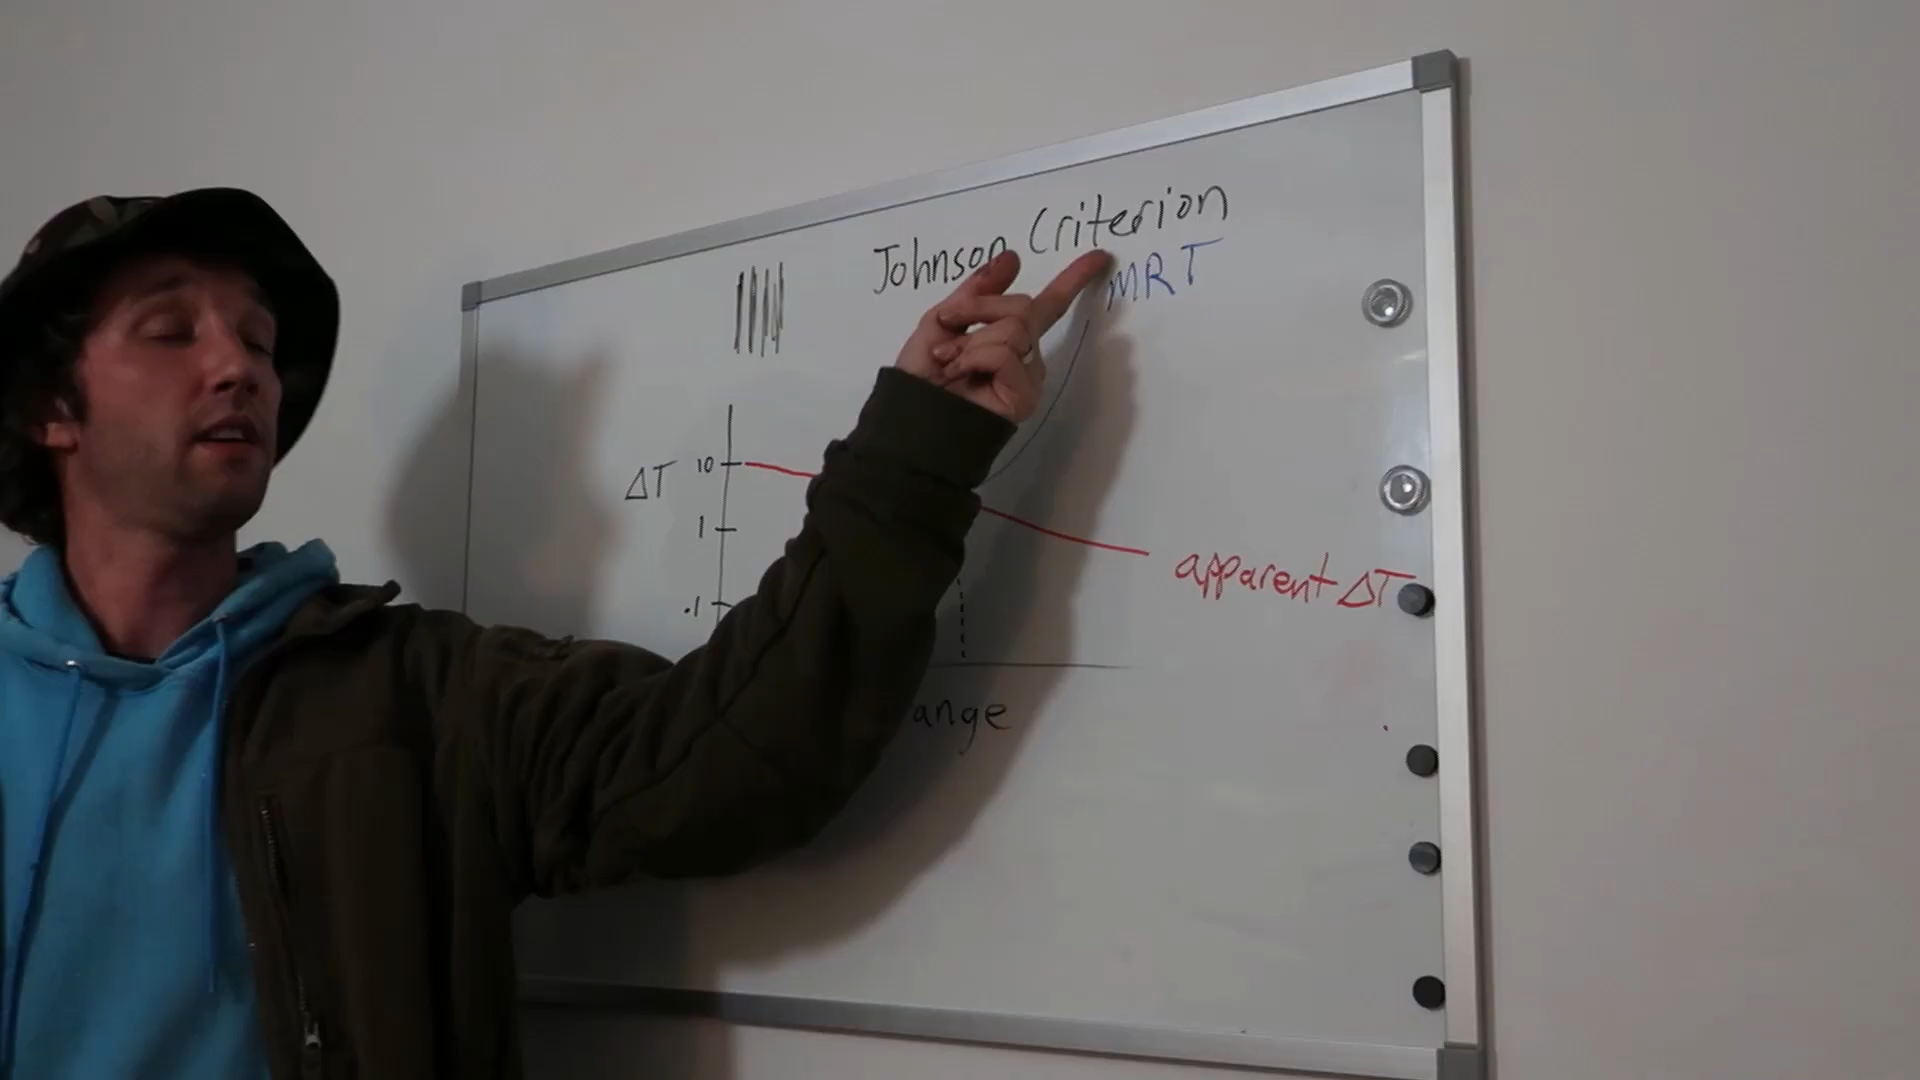 Johnson Criterion
MRT
ΔT 10
1
.1
apparent ΔT
ange